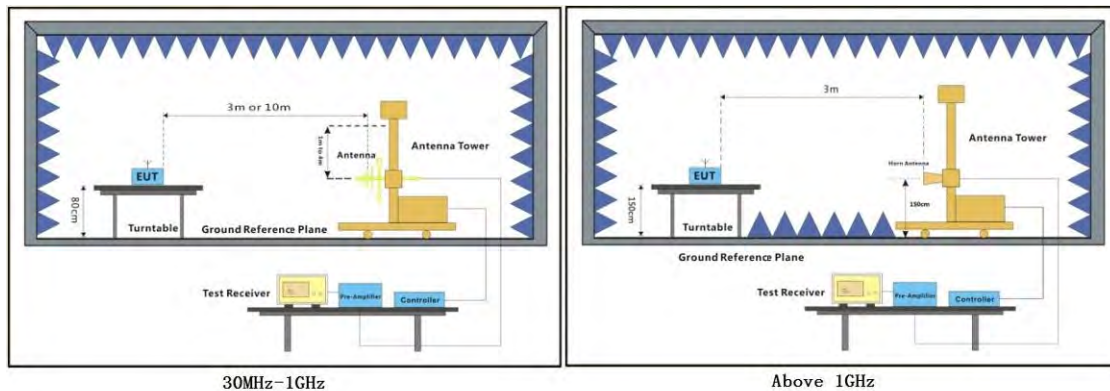 3m or 10m
1m to 4m
Antenna
Antenna Tower
EUT
80cm
Turntable
Ground Reference Plane
Test Receiver
Pre-Amplifier
Controller
30MHz-1GHz
3m
Antenna Tower
Horn Antenna
EUT
150cm
150cm
Turntable
Ground Reference Plane
Test Receiver
Pre-Amplifier
Controller
Above 1GHz